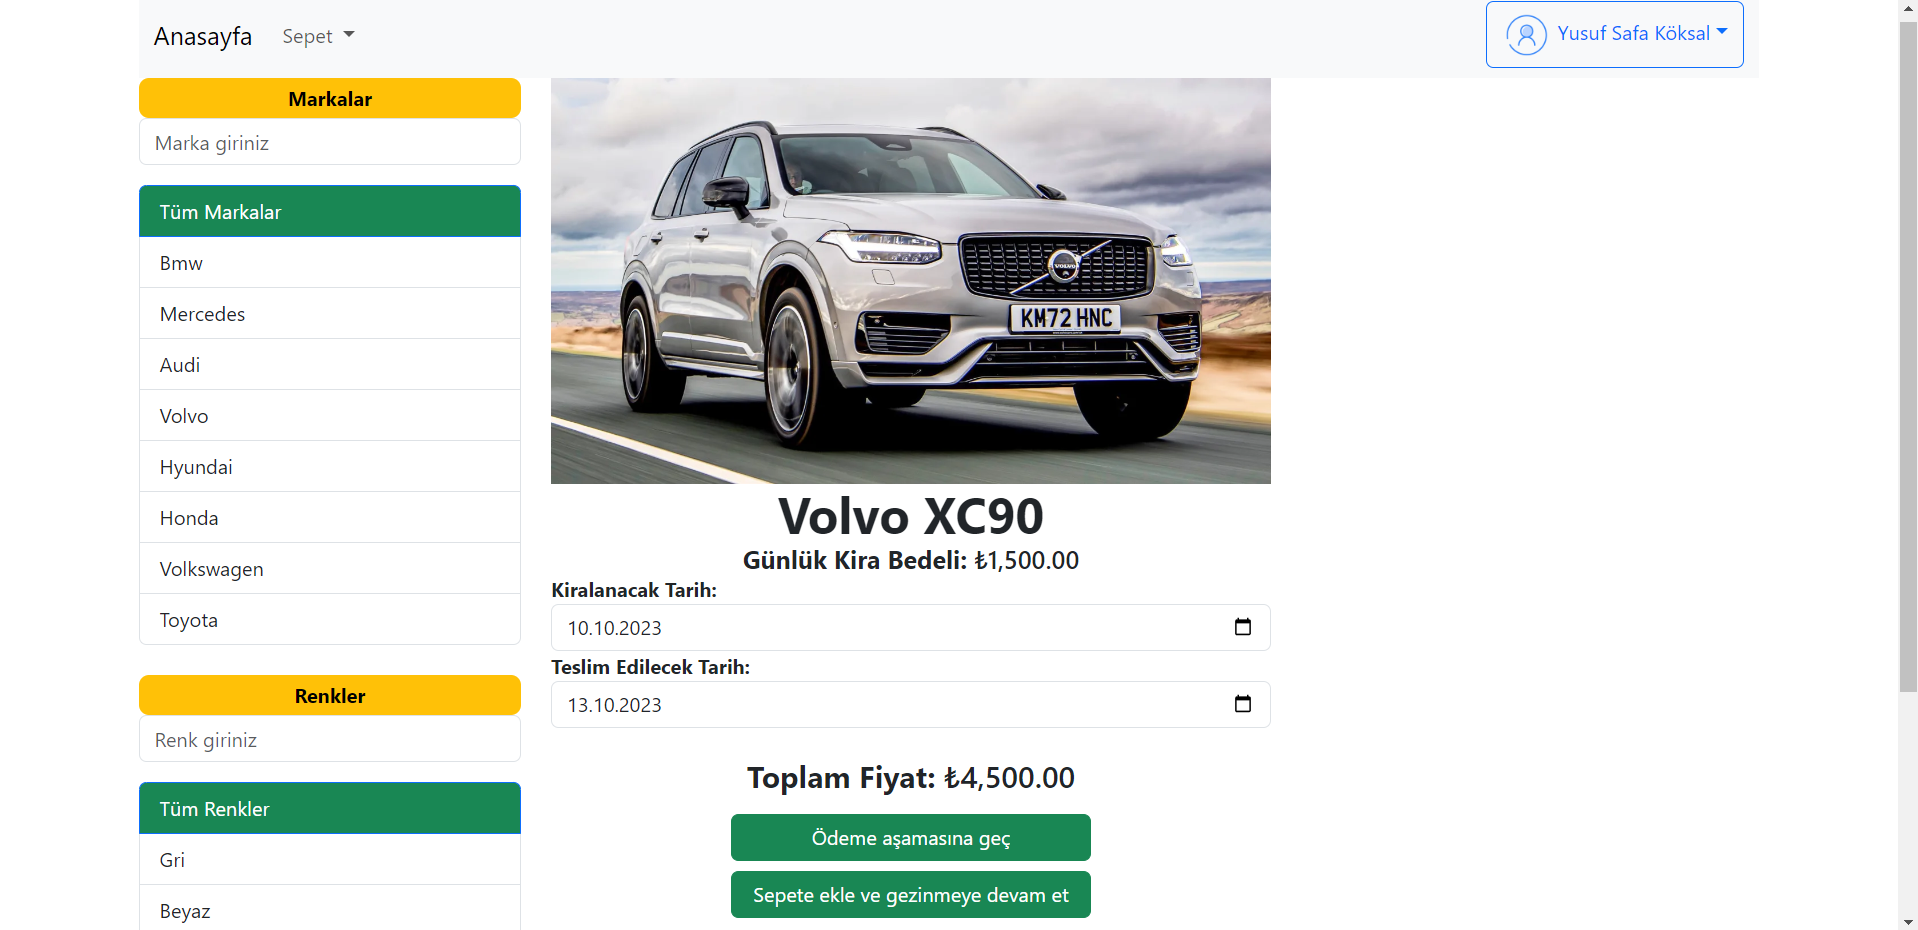 Anasayfa
Sepet
Yusuf Safa Köksal
Markalar
Marka giriniz
Tüm Markalar
Bmw
Mercedes
Audi
Volvo
Hyundai
Honda
Volkswagen
Toyota
Renkler
Renk giriniz
Tüm Renkler
Gri
Beyaz
VOLVO
KM72 HNC
Volvo XC90
Günlük Kira Bedeli: ₺1,500.00
Kiralanacak Tarih:
10.10.2023
Teslim Edilecek Tarih:
13.10.2023
Toplam Fiyat: ₺4,500.00
Ödeme aşamasına geç
Sepete ekle ve gezinmeye devam et